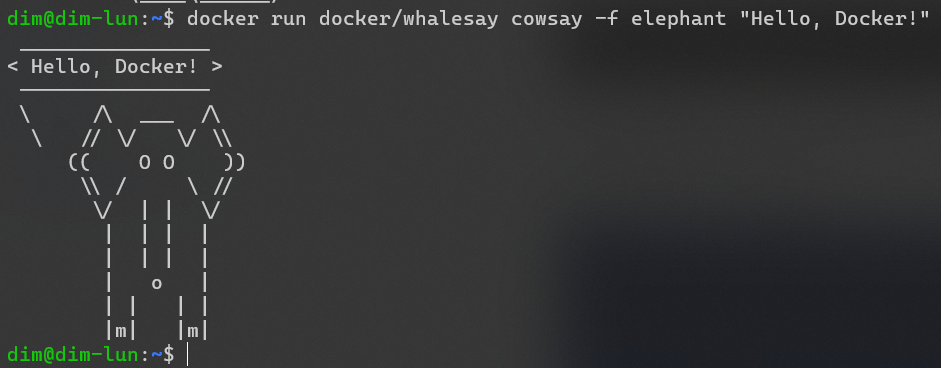 dim@dim-lun:~$ docker run docker/whalesay cowsay -f elephant "Hello, Docker!"
 ________________
< Hello, Docker! >
 ----------------
 \      /\  ___  /\
  \    // \/   \/ \\
     ((    O O    ))
      \\ /     \ //
       \/  | |  \/
        |  | |  |
        |  | |  |
        |   o   |
        | |   | |
        |m|   |m|
dim@dim-lun:~$